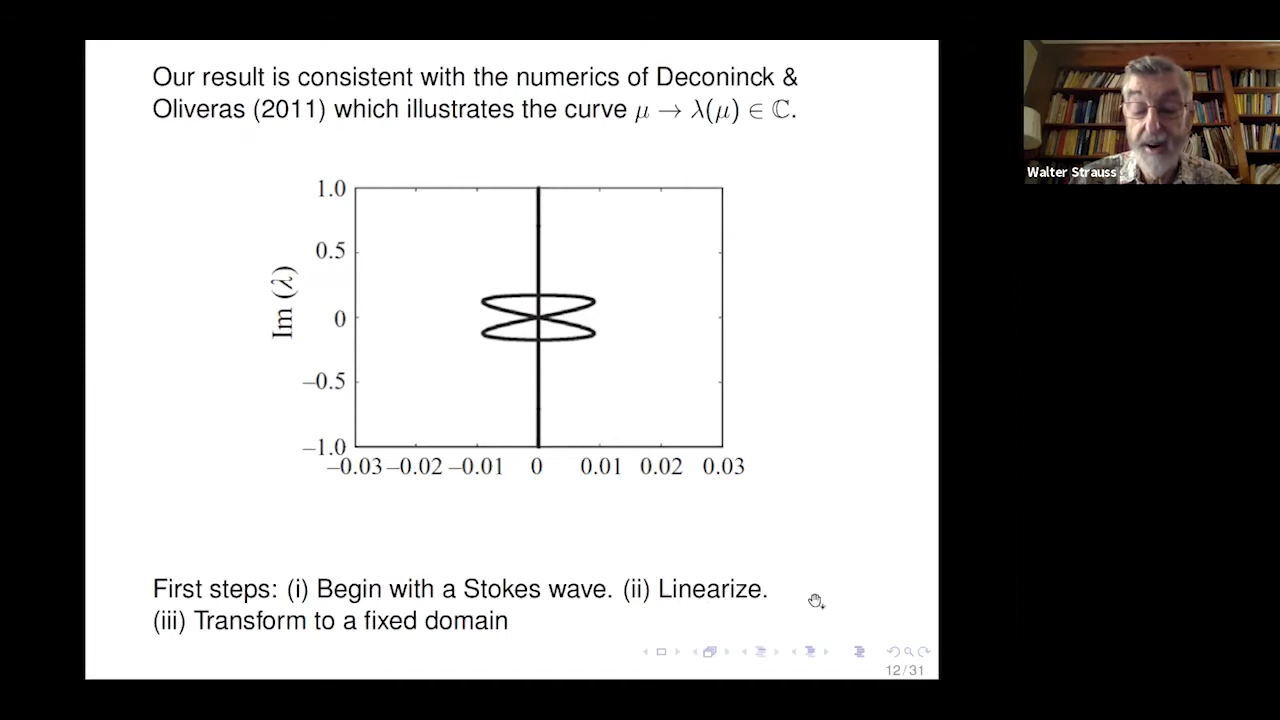 Our result is consistent with the numerics of Deconinck &
Oliveras (2011) which illustrates the curve μ → λ(μ) ∈ ℂ.
1.0
0.5
Im (λ)
0
–0.5
–1.0
–0.03 –0.02 –0.01 0 0.01 0.02 0.03
First steps: (i) Begin with a Stokes wave. (ii) Linearize.
(iii) Transform to a fixed domain
12/31
Walter Strauss